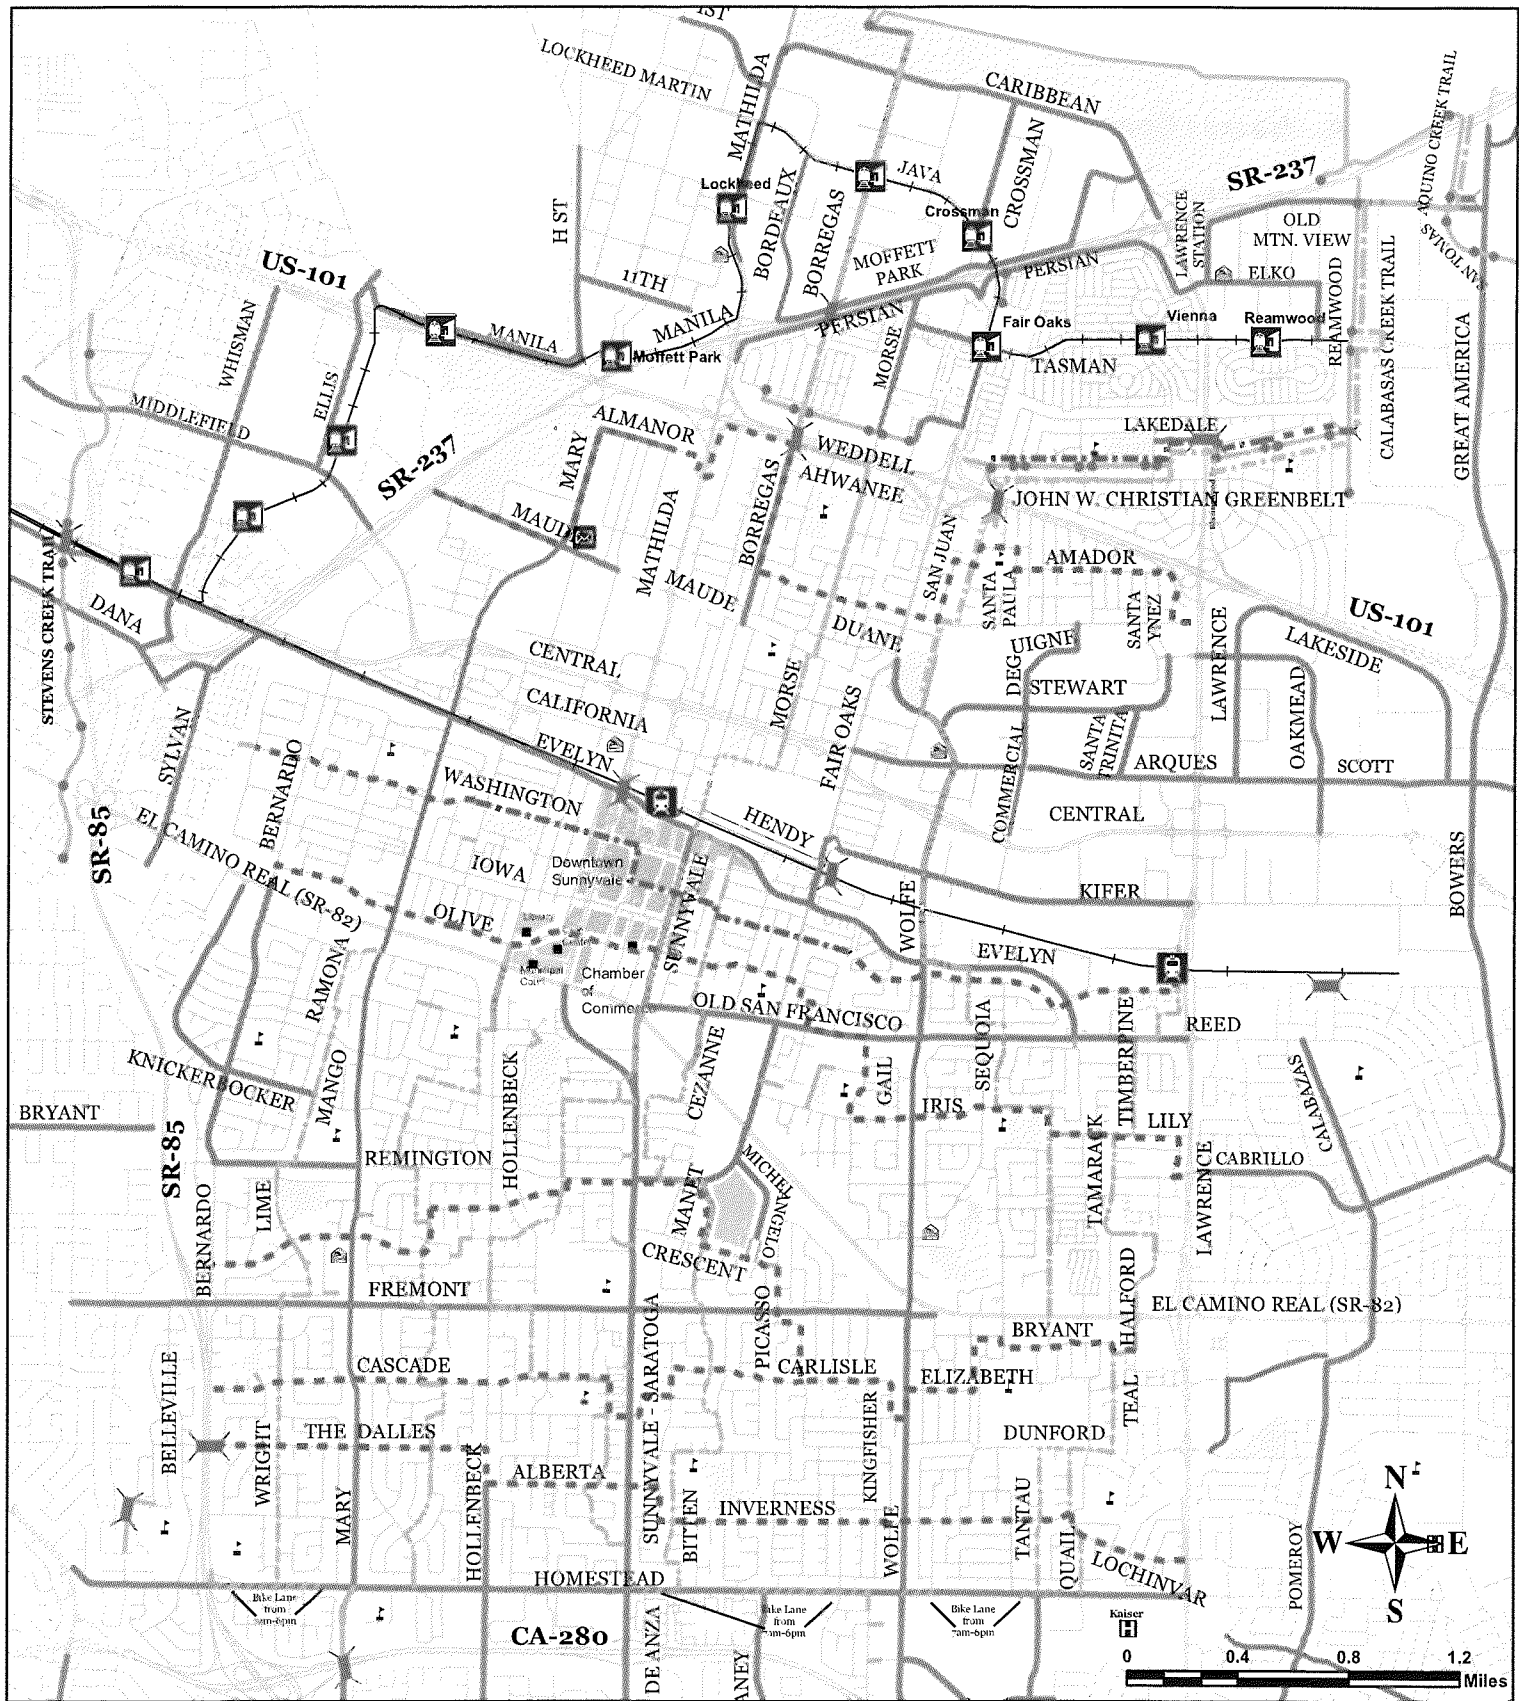 LOCKHEED MARTIN
MATHILDA
CARIBBEAN
AQUINO CREEK TRAIL
JAVA
CROSSMAN
SR-237
Lockheed
BORDEAUX
BORREGAS
Crossman
H ST
MOFFETT
PARK
LAWRENCE
STATION
OLD
MTN. VIEW
SAN TOMAS
US-101
11TH
PERSIAN
ELKO
REAMWOOD
CALABASAS CREEK TRAIL
WHISMAN
MANILA
MANILA
PERSIAN
Fair Oaks
Vienna
Reamwood
Moffett Park
MORSE
TASMAN
GREAT AMERICA
ELLIS
MIDDLEFIELD
ALMANOR
LAKEDALE
SR-237
MARY
WEDDELL
AHWANEE
JOHN W. CHRISTIAN GREENBELT
MAUDE
MATHILDA
BORREGAS
SAN JUAN
STEVENS CREEK TRAIL
AMADOR
MAUDE
SANTA
PAULA
SANTA
YNEZ
US-101
DANA
DUANE
DEGUIGNE
LAWRENCE
LAKESIDE
CENTRAL
MORSE
STEWART
OAKMEAD
CALIFORNIA
FAIR OAKS
SYLVAN
EVELYN
COMMERCIAL
SANTA
TRINITA
ARQUES
SCOTT
BERNARDO
WASHINGTON
HENDY
CENTRAL
SR-85
EL CAMINO REAL (SR-82)
IOWA
Downtown
Sunnyvale
SUNNYVALE
WOLFE
KIFER
BOWERS
OLIVE
EVELYN
RAMONA
Chamber
of
Commerce
OLD SAN FRANCISCO
SEQUOIA
TIMBERPINE
REED
KNICKERBOCKER
MANGO
HOLLENBECK
CEZANNE
GAIL
CALABAZAS
BRYANT
IRIS
TAMARACK
LILY
SR-85
REMINGTON
MICHELANGELO
LAWRENCE
CABRILLO
BERNARDO
LIME
MANET
CRESCENT
FREMONT
SUNNYVALE - SARATOGA
PICASSO
HALFORD
EL CAMINO REAL (SR-82)
BRYANT
BELLEVILLE
CASCADE
CARLISLE
ELIZABETH
TEAL
WRIGHT
THE DALLES
KINGFISHER
DUNFORD
HOLLENBECK
ALBERTA
MARY
BITTEN
INVERNESS
WOLFE
TANTAU
QUAIL
LOCHINVAR
POMEROY
N
W
E
S
HOMESTEAD
Bike Lane
from
7am-6pm
Bike Lane
from
7am-6pm
Kaiser
H
CA-280
DE ANZA
0 0.4 0.8 1.2
Miles